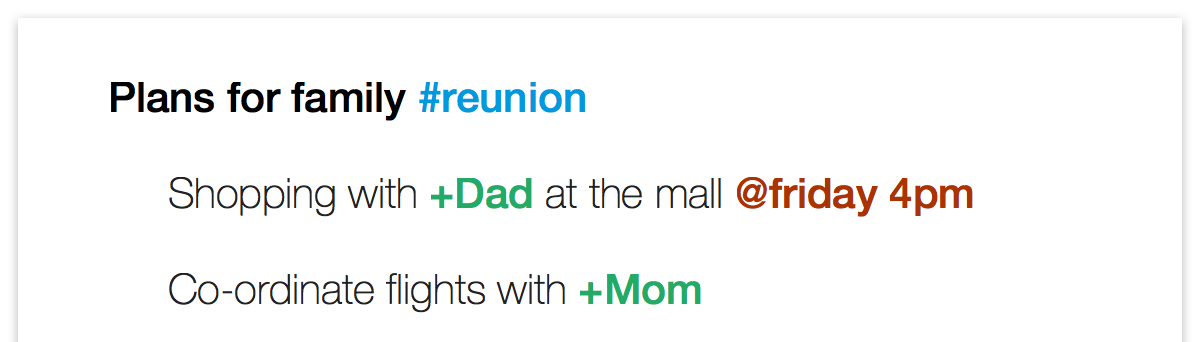 Plans for family #reunion
Shopping with +Dad at the mall @friday 4pm
Co-ordinate flights with +Mom